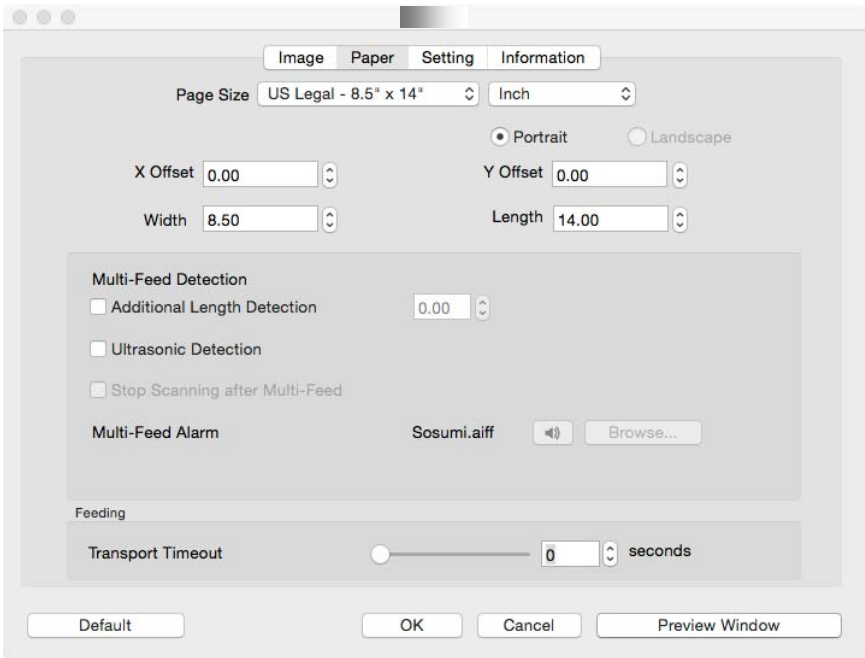 Image Paper Setting Information
Page Size US Legal - 8.5" x 14" Inch
Portrait Landscape
X Offset 0.00 Y Offset 0.00
Width 8.50 Length 14.00
Multi-Feed Detection
Additional Length Detection 0.00
Ultrasonic Detection
Stop Scanning after Multi-Feed
Multi-Feed Alarm Sosumi.aiff Browse...
Feeding
Transport Timeout 0 seconds
Default OK Cancel Preview Window